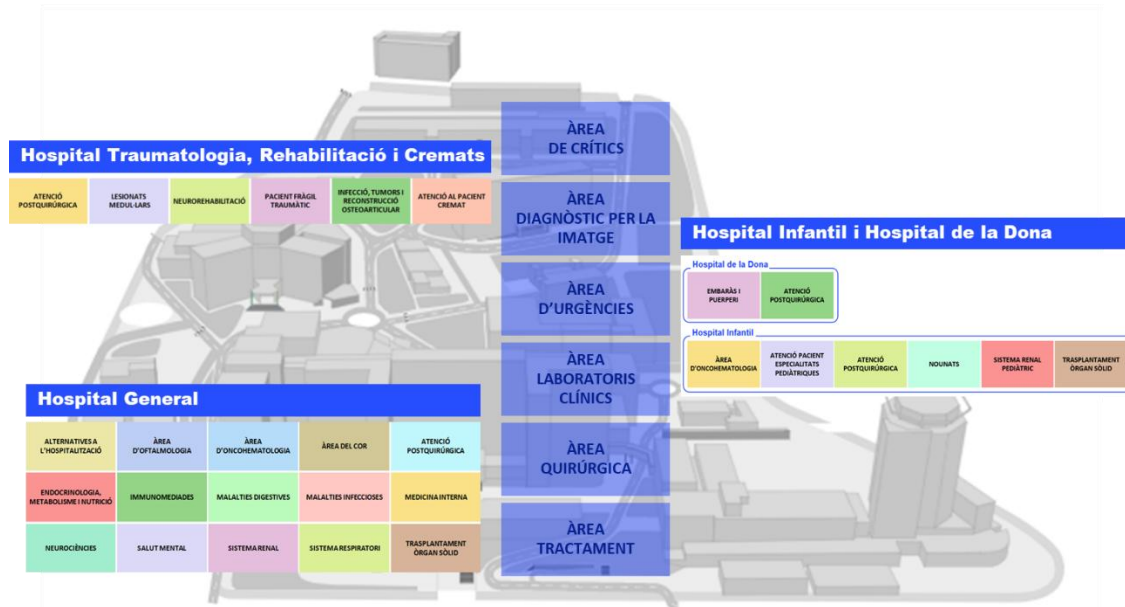 Hospital Traumatologia, Rehabilitació i Cremats
ATENCIÓ
POSTQUIRÚRGICA
LESIONATS
MEDUL·LARS
NEUROREHABILITACIÓ
PACIENT FRÀGIL
TRAUMÀTIC
INFECCIÓ, TUMORS I
RECONSTRUCCIÓ
OSTEOARTICULAR
ATENCIÓ AL PACIENT
CREMAT
Hospital General
ALTERNATIVES A
L'HOSPITALITZACIÓ
ÀREA
D'OFTALMOLOGIA
ÀREA
D'ONCOHEMATOLOGIA
ÀREA DEL COR
ATENCIÓ
POSTQUIRÚRGICA
ENDOCRINOLOGIA,
METABOLISME I NUTRICIÓ
IMMUNOMEDIADES
MALALTIES DIGESTIVES
MALALTIES INFECCIOSES
MEDICINA INTERNA
NEUROCIÈNCIES
SALUT MENTAL
SISTEMA RENAL
SISTEMA RESPIRATORI
TRASPLANTAMENT
ÒRGAN SÒLID
ÀREA
DE CRÍTICS
ÀREA
DIAGNÒSTIC PER LA
IMATGE
ÀREA
D'URGÈNCIES
ÀREA
LABORATORIS
CLÍNICS
ÀREA
QUIRÚRGICA
ÀREA
TRACTAMENT
Hospital Infantil i Hospital de la Dona
Hospital de la Dona
EMBARÀS I
PUERPERI
ATENCIÓ
POSTQUIRÚRGICA
Hospital Infantil
ÀREA
D'ONCOHEMATOLOGIA
ATENCIÓ PACIENT
ESPECIALITATS
PEDIÀTRIQUES
ATENCIÓ
POSTQUIRÚRGICA
NOUNATS
SISTEMA RENAL
PEDIÀTRIC
TRASPLANTAMENT
ÒRGAN SÒLID